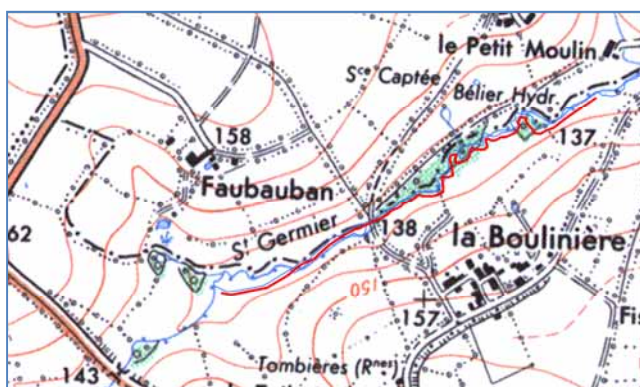 le Petit Moulin
Sce Captée
Bélier Hydr.
158
137
Faubauban
62
St Germier
138
la Boulinière
150
157
Fis
143
Tombières (Rnes)